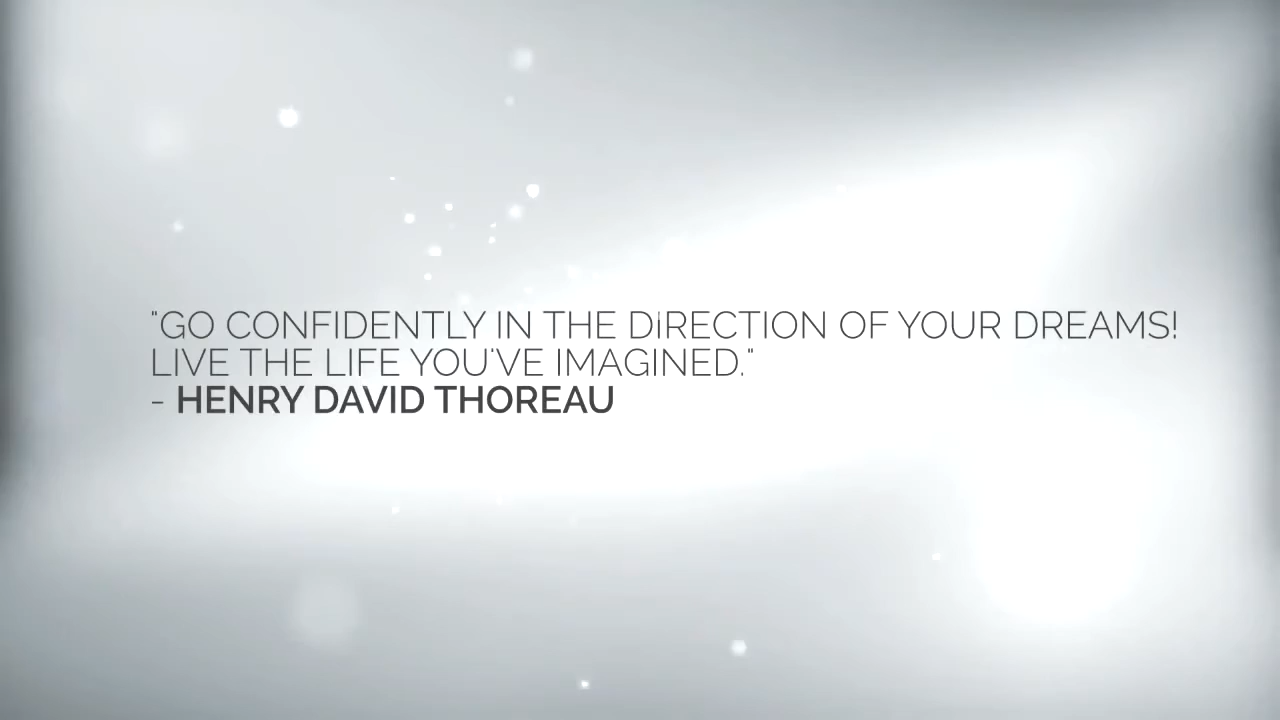 "GO CONFIDENTLY IN THE DIRECTION OF YOUR DREAMS!
LIVE THE LIFE YOU'VE IMAGINED."
- HENRY DAVID THOREAU